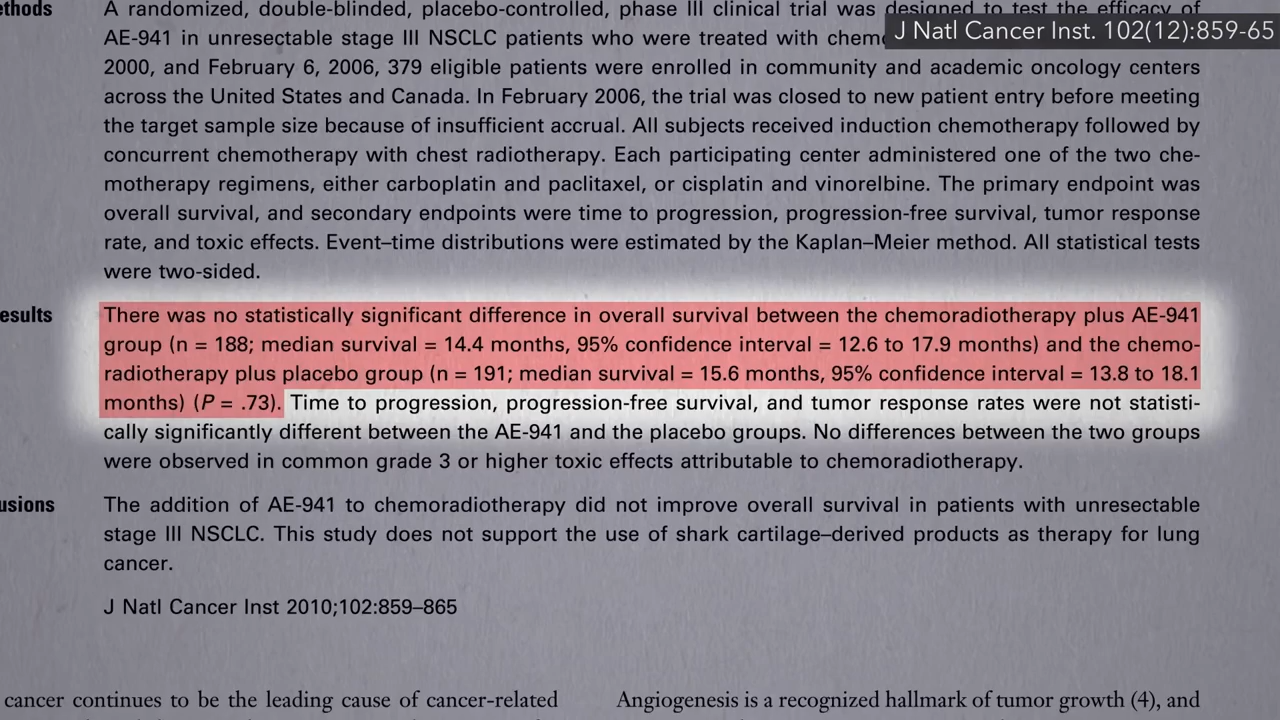 J Natl Cancer Inst. 102(12):859-65
ethods A randomized, double-blinded, placebo-controlled, phase III clinical trial was designed to test the efficacy of
AE-941 in unresectable stage III NSCLC patients who were treated with
2000, and February 6, 2006, 379 eligible patients were enrolled in community and academic oncology centers
across the United States and Canada. In February 2006, the trial was closed to new patient entry before meeting
the target sample size because of insufficient accrual. All subjects received induction chemotherapy followed by
concurrent chemotherapy with chest radiotherapy. Each participating center administered one of the two che-
motherapy regimens, either carboplatin and paclitaxel, or cisplatin and vinorelbine. The primary endpoint was
overall survival, and secondary endpoints were time to progression, progression-free survival, tumor response
rate, and toxic effects. Event–time distributions were estimated by the Kaplan–Meier method. All statistical tests
were two-sided.
esults There was no statistically significant difference in overall survival between the chemoradiotherapy plus AE-941
group (n = 188; median survival = 14.4 months, 95% confidence interval = 12.6 to 17.9 months) and the chemo-
radiotherapy plus placebo group (n = 191; median survival = 15.6 months, 95% confidence interval = 13.8 to 18.1
months) (P = .73). Time to progression, progression-free survival, and tumor response rates were not statisti-
cally significantly different between the AE-941 and the placebo groups. No differences between the two groups
were observed in common grade 3 or higher toxic effects attributable to chemoradiotherapy.
usions The addition of AE-941 to chemoradiotherapy did not improve overall survival in patients with unresectable
stage III NSCLC. This study does not support the use of shark cartilage–derived products as therapy for lung
cancer.
J Natl Cancer Inst 2010;102:859–865
cancer continues to be the leading cause of cancer-related
Angiogenesis is a recognized hallmark of tumor growth (4), and